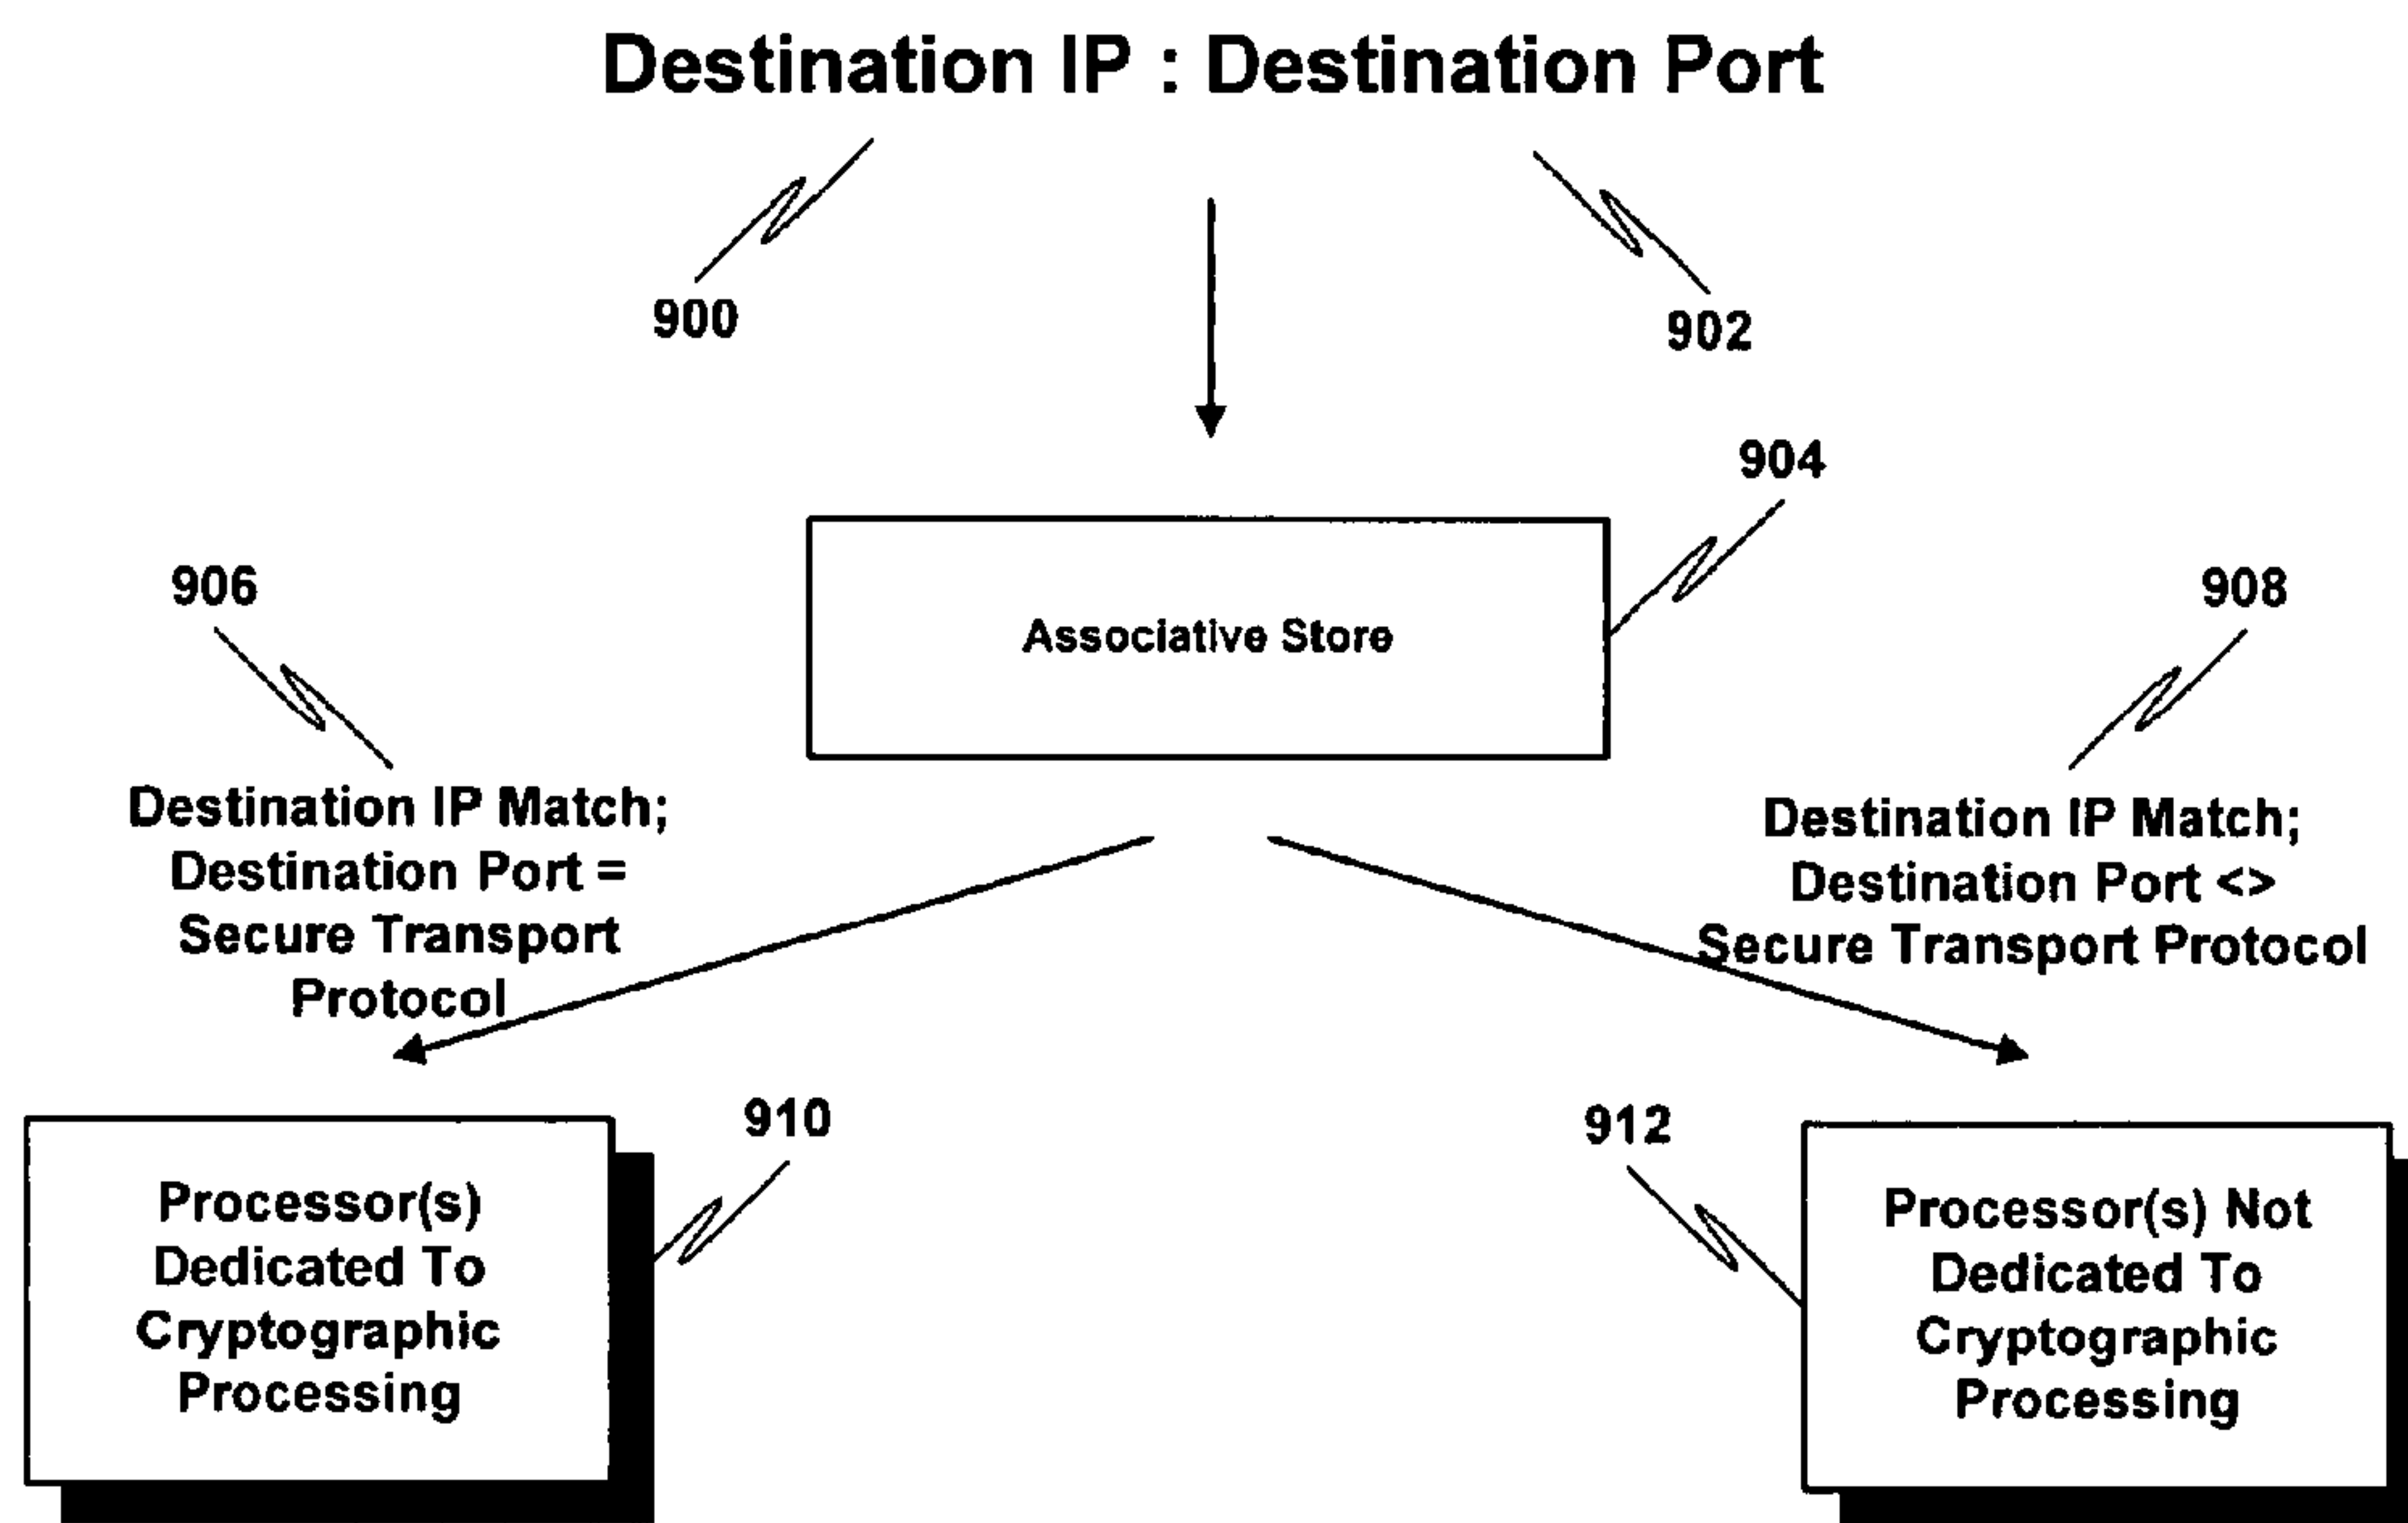 Destination IP : Destination Port
900
902
904
Associative Store
906
908
Destination IP Match;
Destination Port =
Secure Transport
Protocol
Destination IP Match;
Destination Port <>
Secure Transport Protocol
910
912
Processor(s)
Dedicated To
Cryptographic
Processing
Processor(s) Not
Dedicated To
Cryptographic
Processing